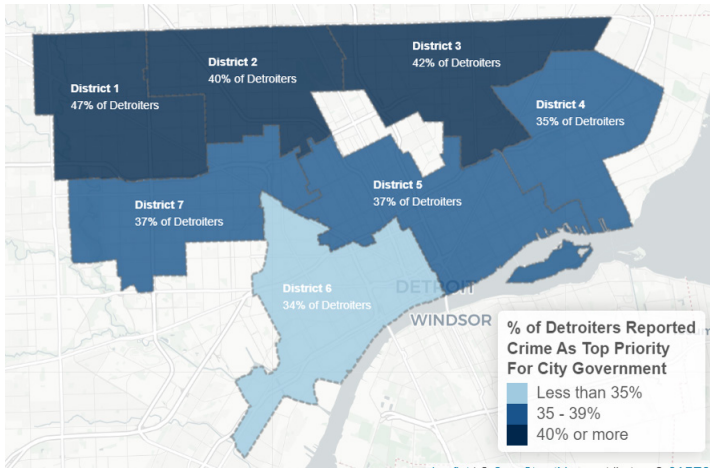 District 1
47% of Detroiters
District 2
40% of Detroiters
District 3
42% of Detroiters
District 4
35% of Detroiters
District 5
37% of Detroiters
District 7
37% of Detroiters
District 6
34% of Detroiters
DETROIT
WINDSOR
% of Detroiters Reported
Crime As Top Priority
For City Government
Less than 35%
35 - 39%
40% or more